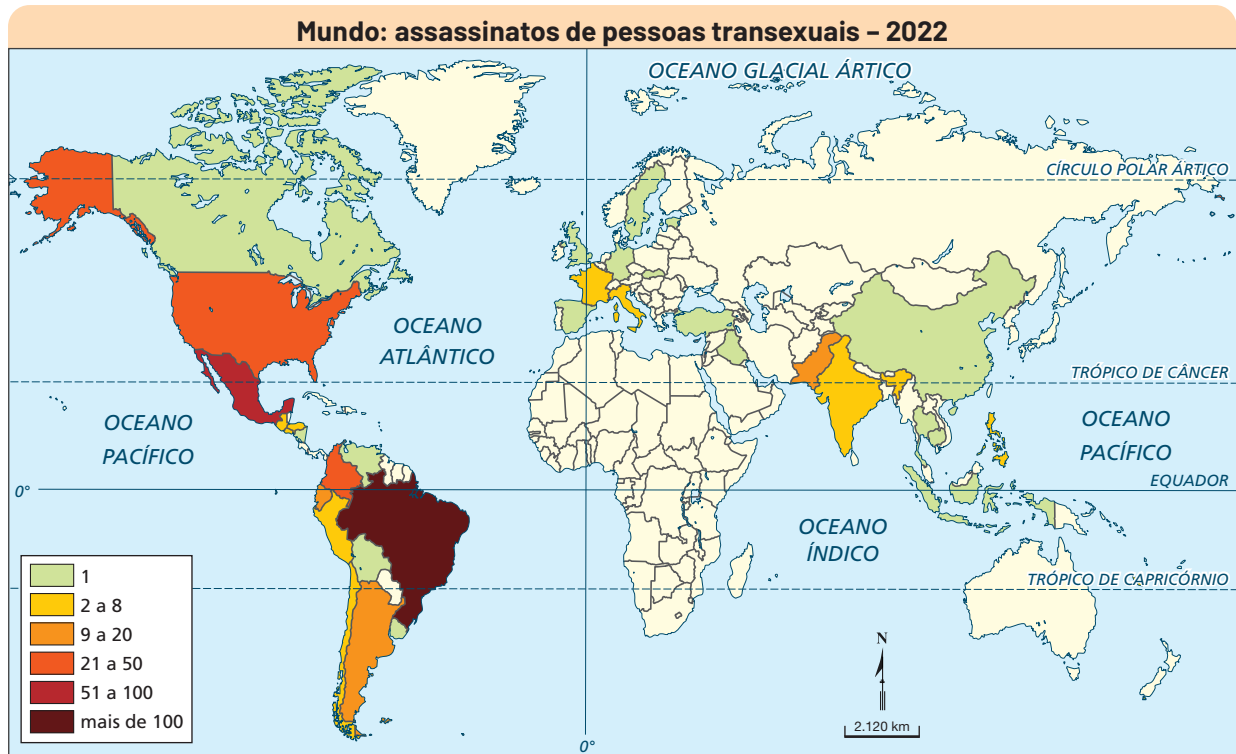 Mundo: assassinatos de pessoas transexuais – 2022
OCEANO GLACIAL ÁRTICO
CÍRCULO POLAR ÁRTICO
OCEANO
ATLÂNTICO
TRÓPICO DE CÂNCER
OCEANO
PACÍFICO
OCEANO
PACÍFICO
EQUADOR
0°
OCEANO
ÍNDICO
TRÓPICO DE CAPRICÓRNIO
1
2 a 8
9 a 20
21 a 50
51 a 100
mais de 100
N
2.120 km
0°